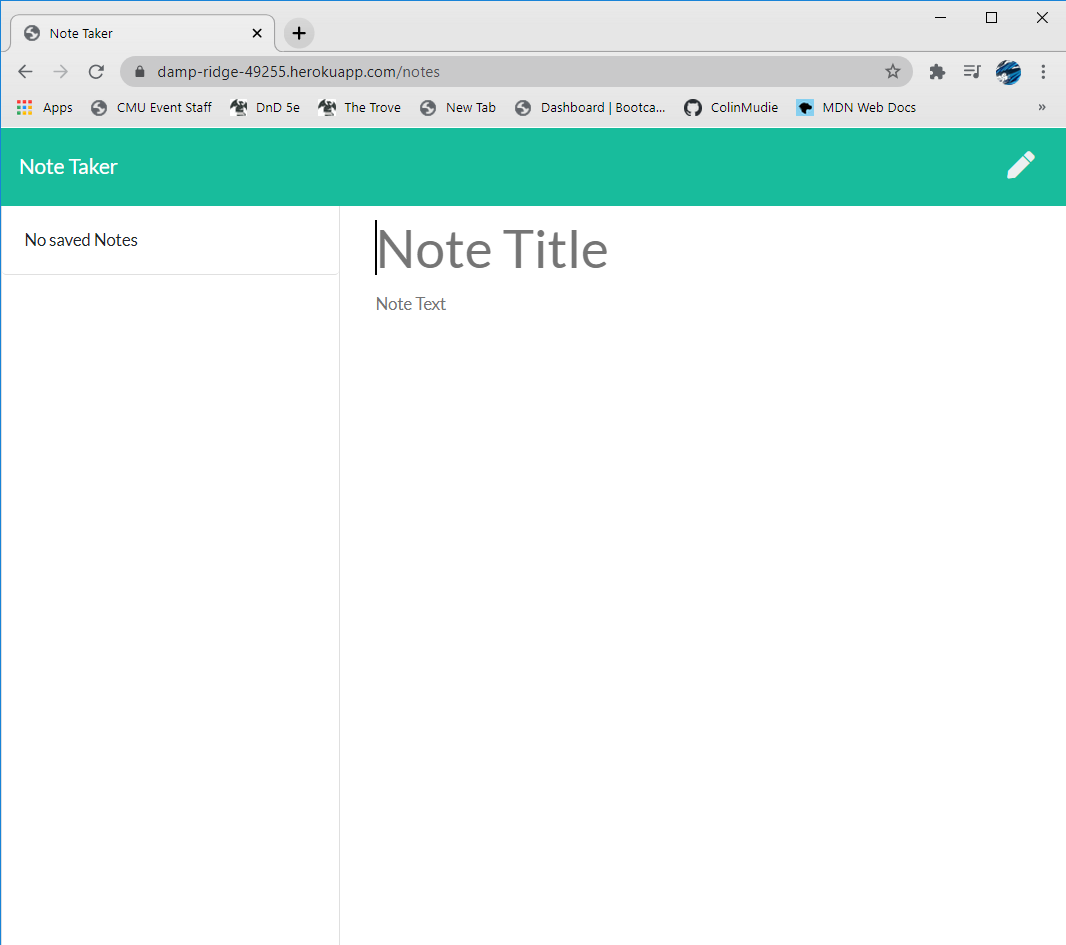 Note Taker
damp-ridge-49255.herokuapp.com/notes
Apps CMU Event Staff DnD 5e The Trove New Tab Dashboard | Bootca... ColinMudie MDN Web Docs »
Note Taker
No saved Notes
Note Title
Note Text